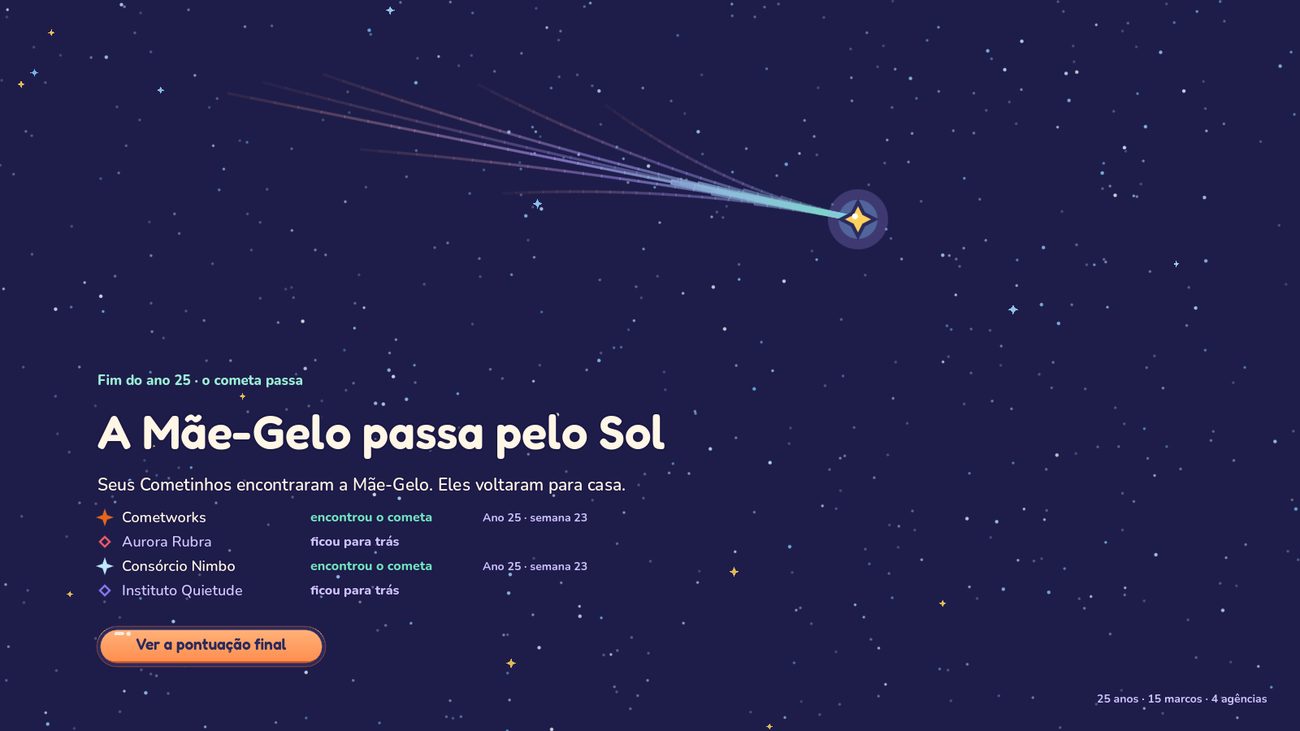 Fim do ano 25 · o cometa passa
A Mãe-Gelo passa pelo Sol
Seus Cometinhos encontraram a Mãe-Gelo. Eles voltaram para casa.
Cometworks encontrou o cometa Ano 25 · semana 23
Aurora Rubra ficou para trás
Consórcio Nimbo encontrou o cometa Ano 25 · semana 23
Instituto Quietude ficou para trás
Ver a pontuação final
25 anos · 15 marcos · 4 agências